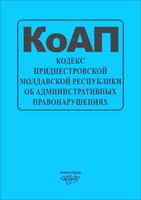 КоАП
КОДЕКС
ПРИДНЕСТРОВСКОЙ
МОЛДАВСКОЙ РЕСПУБЛИКИ
ОБ АДМИНИСТРАТИВНЫХ
ПРАВОНАРУШЕНИЯХ